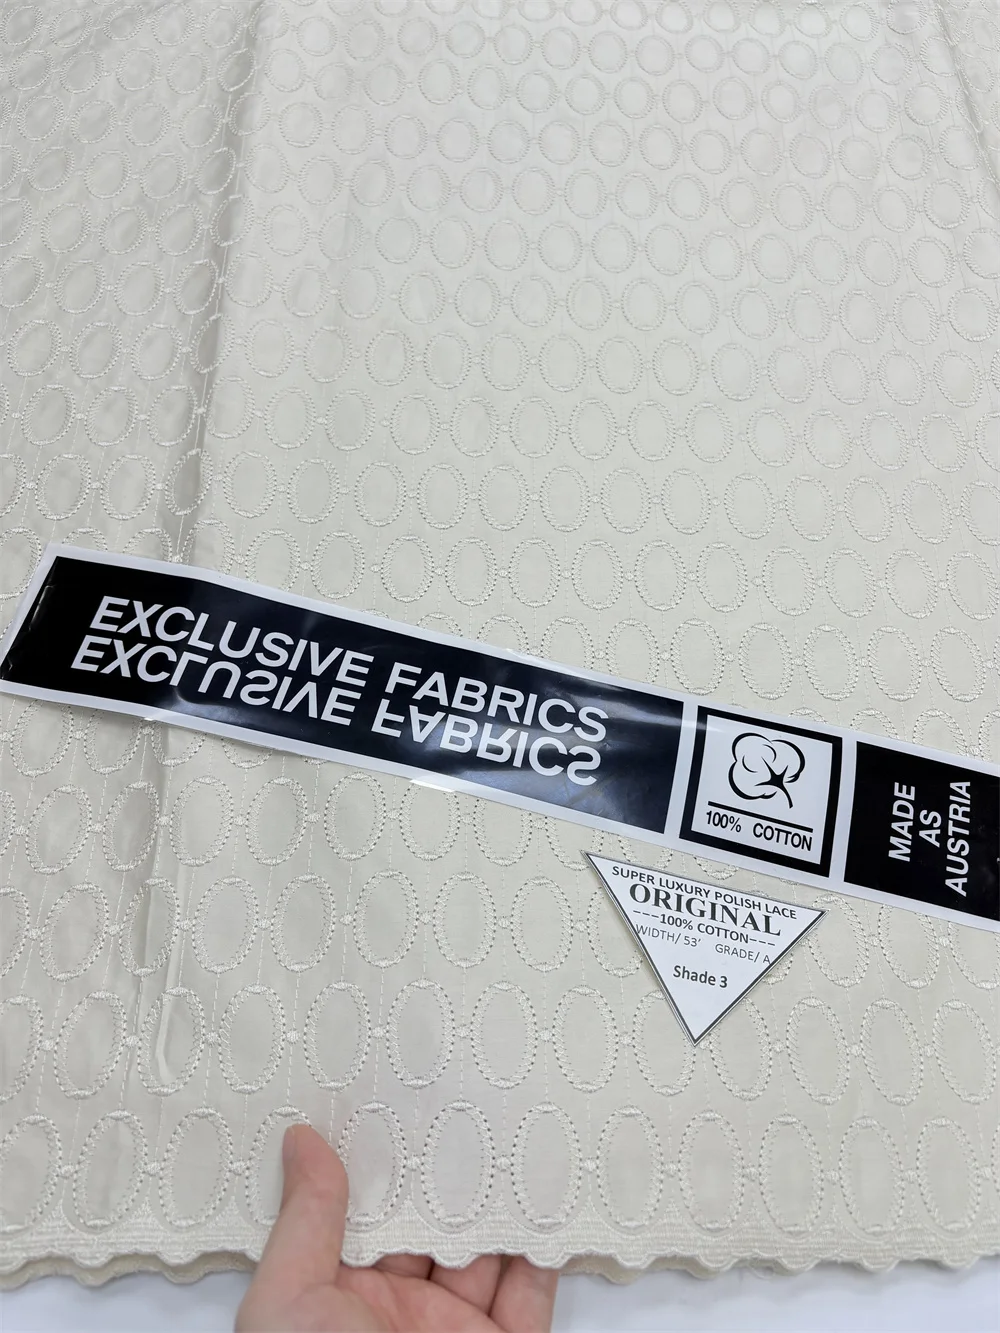 EXCLUSIVE FABRICS
EXCLUSIVE FABRICS
100% COTTON
MADE
AS
AUSTRIA
SUPER LUXURY POLISH LACE
ORIGINAL
---100% COTTON---
WIDTH/ 53' GRADE/ A
Shade 3